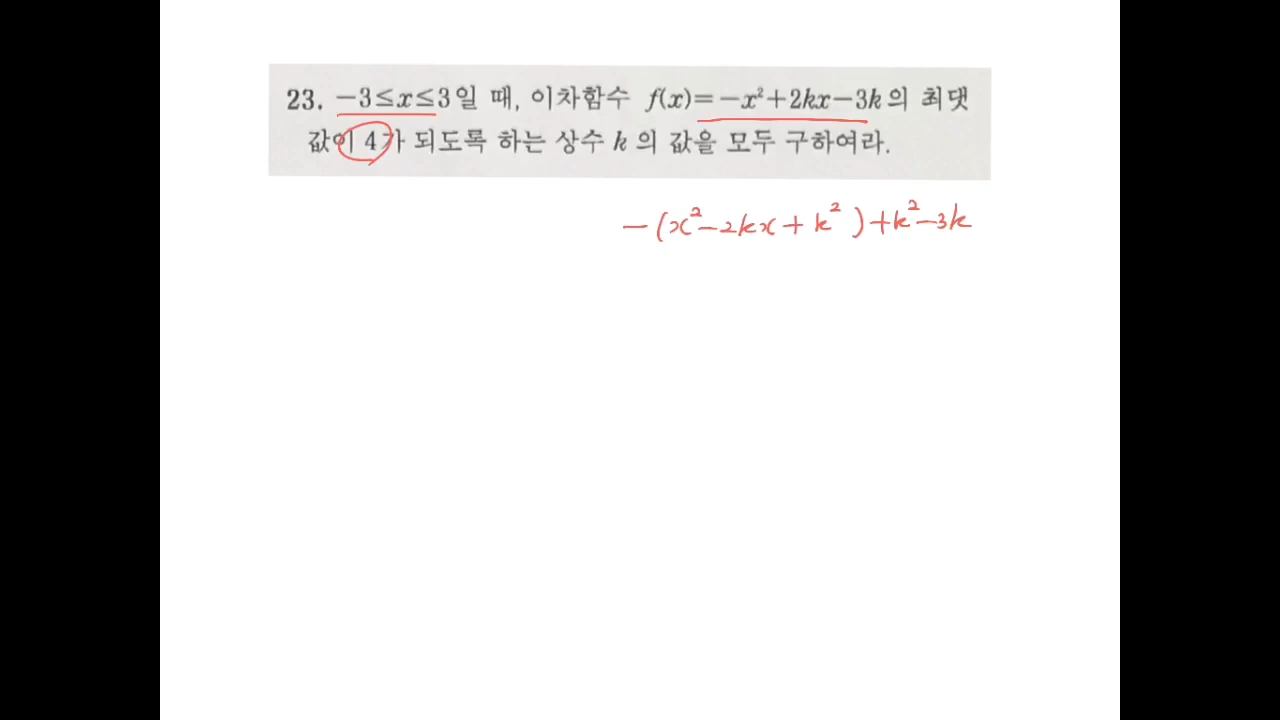 23. −3≤x≤3일 때, 이차함수 f(x)=−x²+2kx−3k의 최댓
값이 4가 되도록 하는 상수 k의 값을 모두 구하여라.
−(x²−2kx+k²)+k²−3k